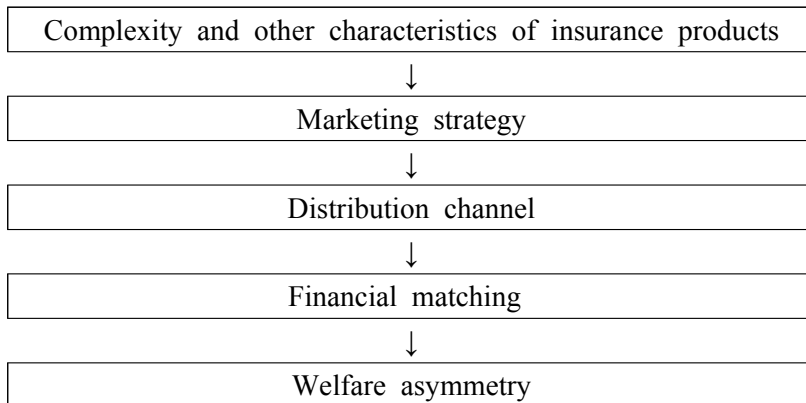 Complexity and other characteristics of insurance products
↓
Marketing strategy
↓
Distribution channel
↓
Financial matching
↓
Welfare asymmetry